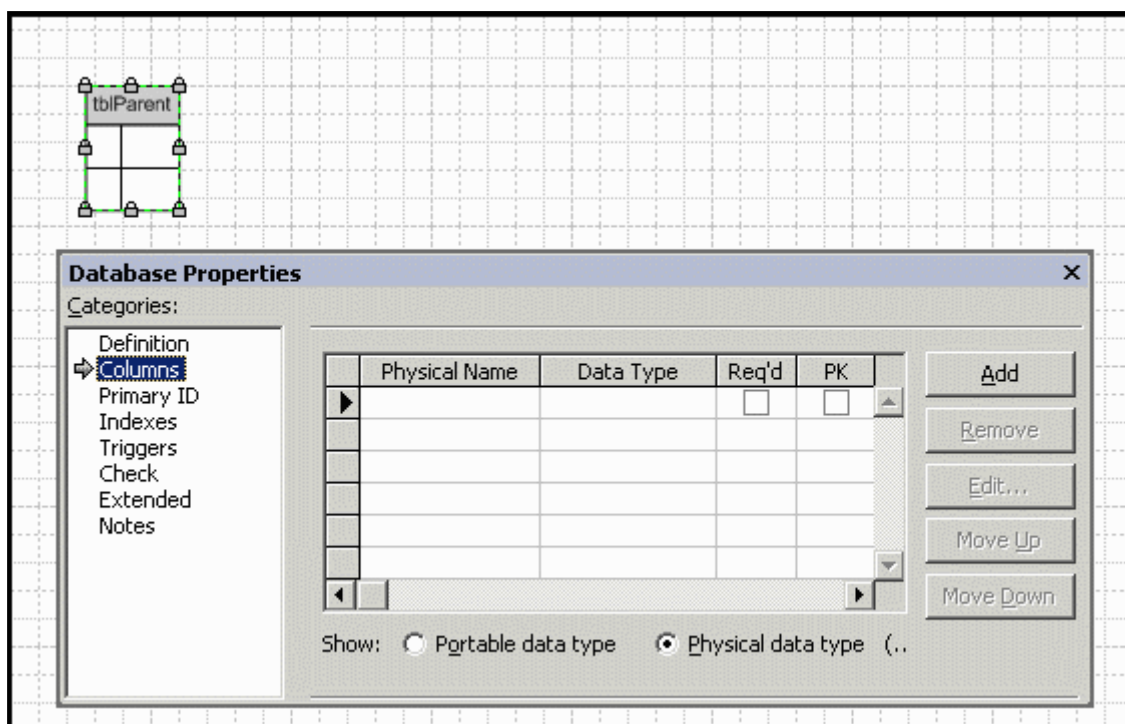 tblParent
Database Properties
Categories:
Definition
Columns
Primary ID
Indexes
Triggers
Check
Extended
Notes
Physical Name Data Type Req'd PK
Add
Remove
Edit...
Move Up
Move Down
Show: Portable data type Physical data type (..